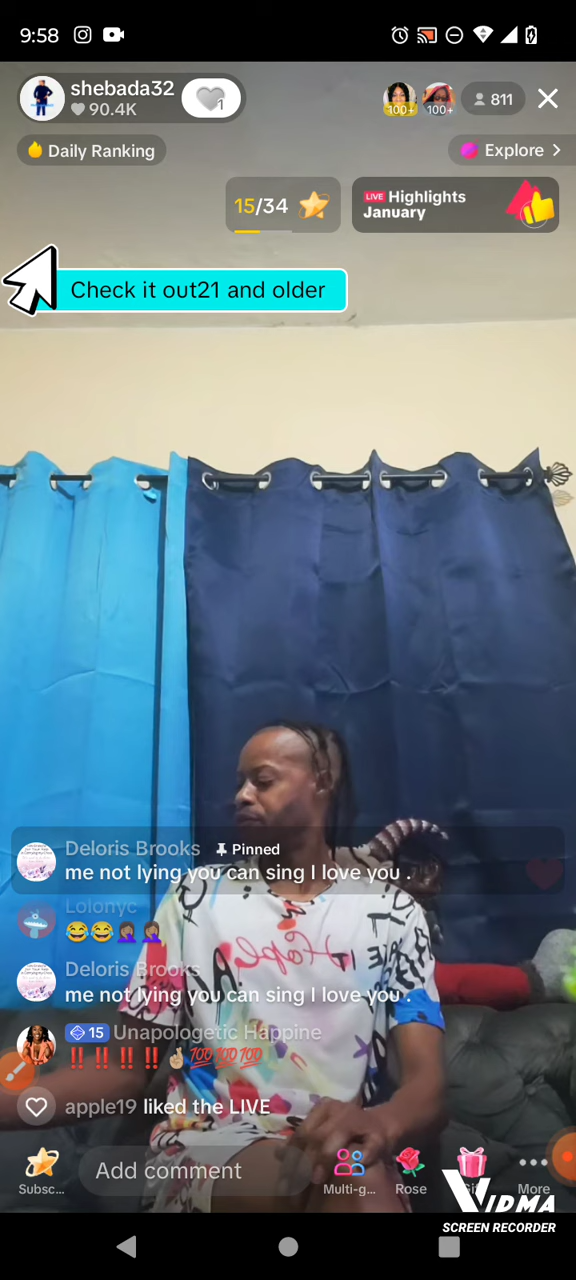 9:58
shebada32
90.4K
1
100+
100+
811
Daily Ranking
Explore >
15/34
LIVE Highlights
January
Check it out21 and older
Deloris Brooks Pinned
me not lying you can sing I love you .
Lolonyc
😂😂🤦🏽‍♀️🤦🏽‍♀️
Deloris Brooks
me not lying you can sing I love you .
15 Unapologetic Happine
‼️‼️‼️‼️🤞🏼💯💯💯
apple19 liked the LIVE
Add comment
Subsc...
Multi-g...
Rose
More
VIDMA
SCREEN RECORDER
Hope